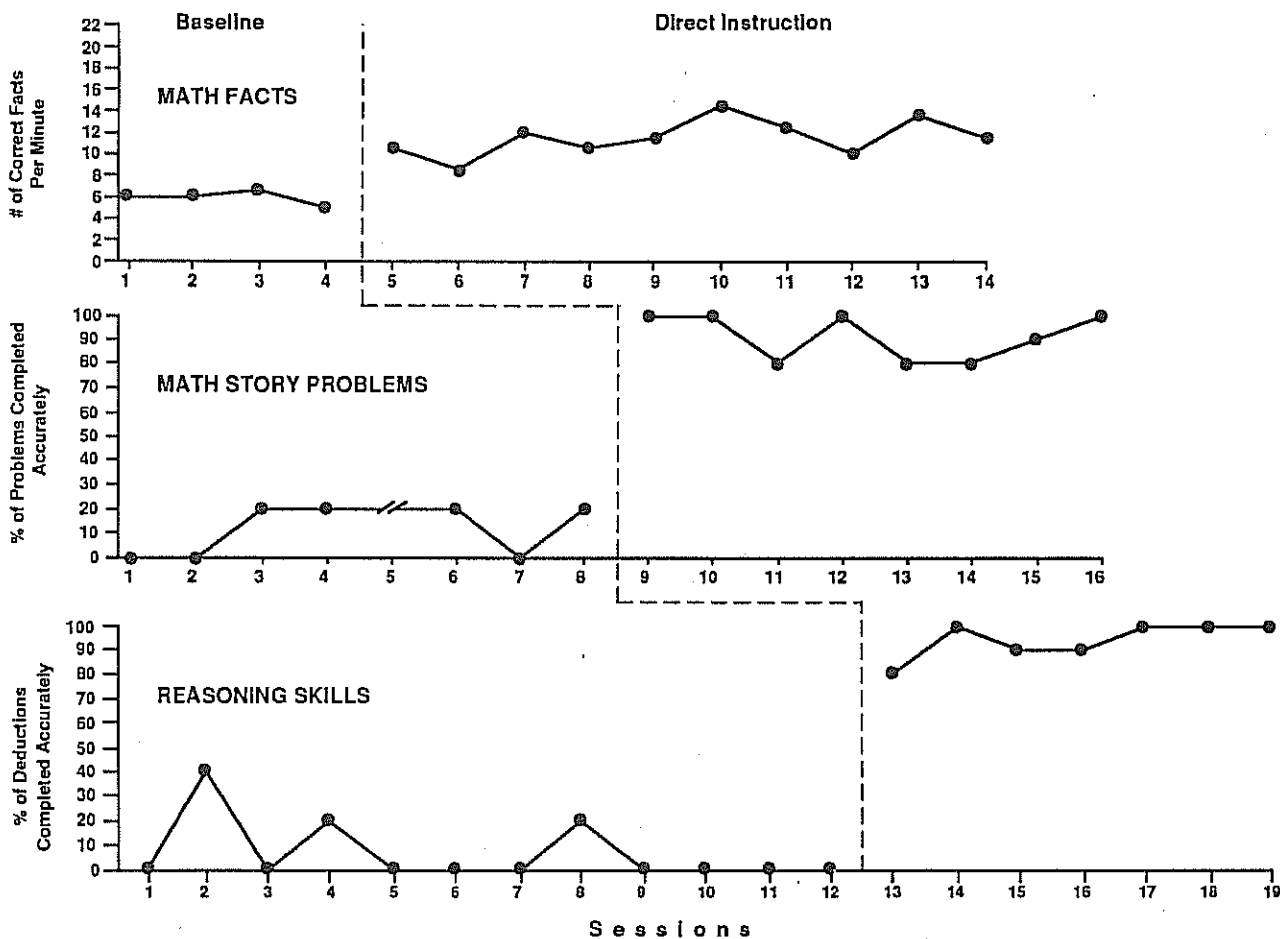 Baseline
Direct Instruction
# of Correct Facts
Per Minute
22
20
18
16
14
12
10
8
6
4
2
0
MATH FACTS
1 2 3 4 5 6 7 8 9 10 11 12 13 14
% of Problems Completed
Accurately
100
90
80
70
60
50
40
30
20
10
0
MATH STORY PROBLEMS
1 2 3 4 5 6 7 8 9 10 11 12 13 14 15 16
% of Deductions
Completed Accurately
100
90
80
70
60
50
40
30
20
10
0
REASONING SKILLS
1 2 3 4 5 6 7 8 9 10 11 12 13 14 15 16 17 18 19
Sessions